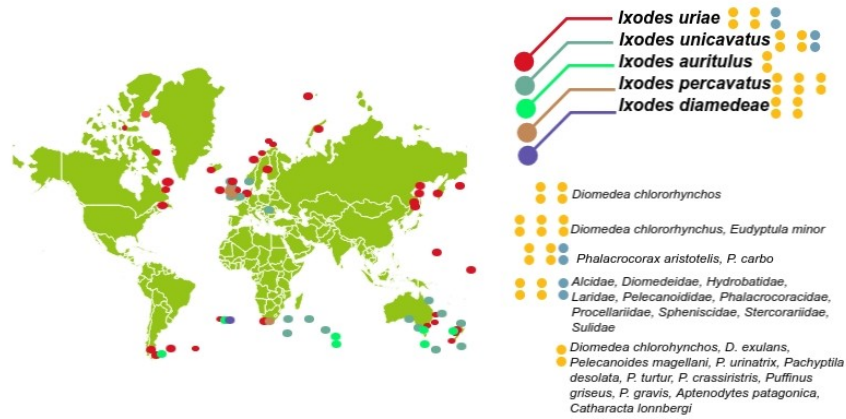 Ixodes uriae
Ixodes unicavatus
Ixodes auritulus
Ixodes percavatus
Ixodes diamedeae
Diomedea chlororhynchos
Diomedea chlororhynchus, Eudyptula minor
Phalacrocorax aristotelis, P. carbo
Alcidae, Diomedeidae, Hydrobatidae,
Laridae, Pelecanoididae, Phalacrocoracidae,
Procellariidae, Spheniscidae, Stercorariidae,
Sulidae
Diomedea chlorohynchos, D. exulans,
Pelecanoides magellani, P. urinatrix, Pachyptila
desolata, P. turtur, P. crassiristris, Puffinus
griseus, P. gravis, Aptenodytes patagonica,
Catharacta lonnbergi